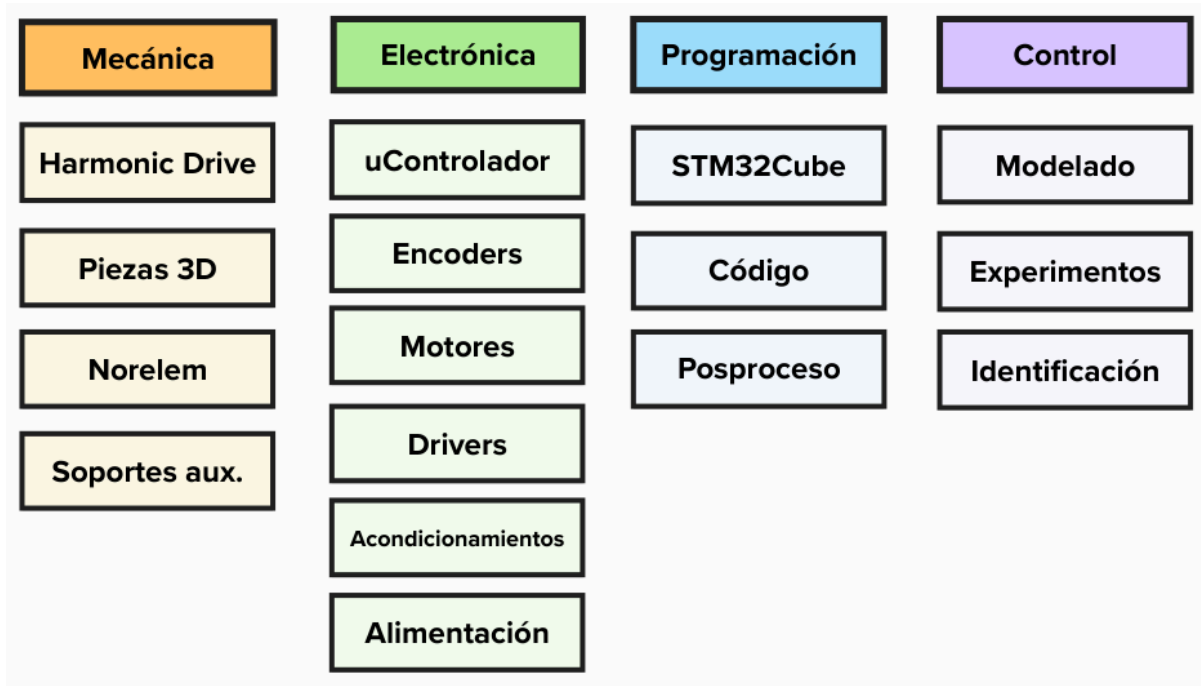 Mecánica
Harmonic Drive
Piezas 3D
Norelem
Soportes aux.
Electrónica
uControlador
Encoders
Motores
Drivers
Acondicionamientos
Alimentación
Programación
STM32Cube
Código
Posproceso
Control
Modelado
Experimentos
Identificación